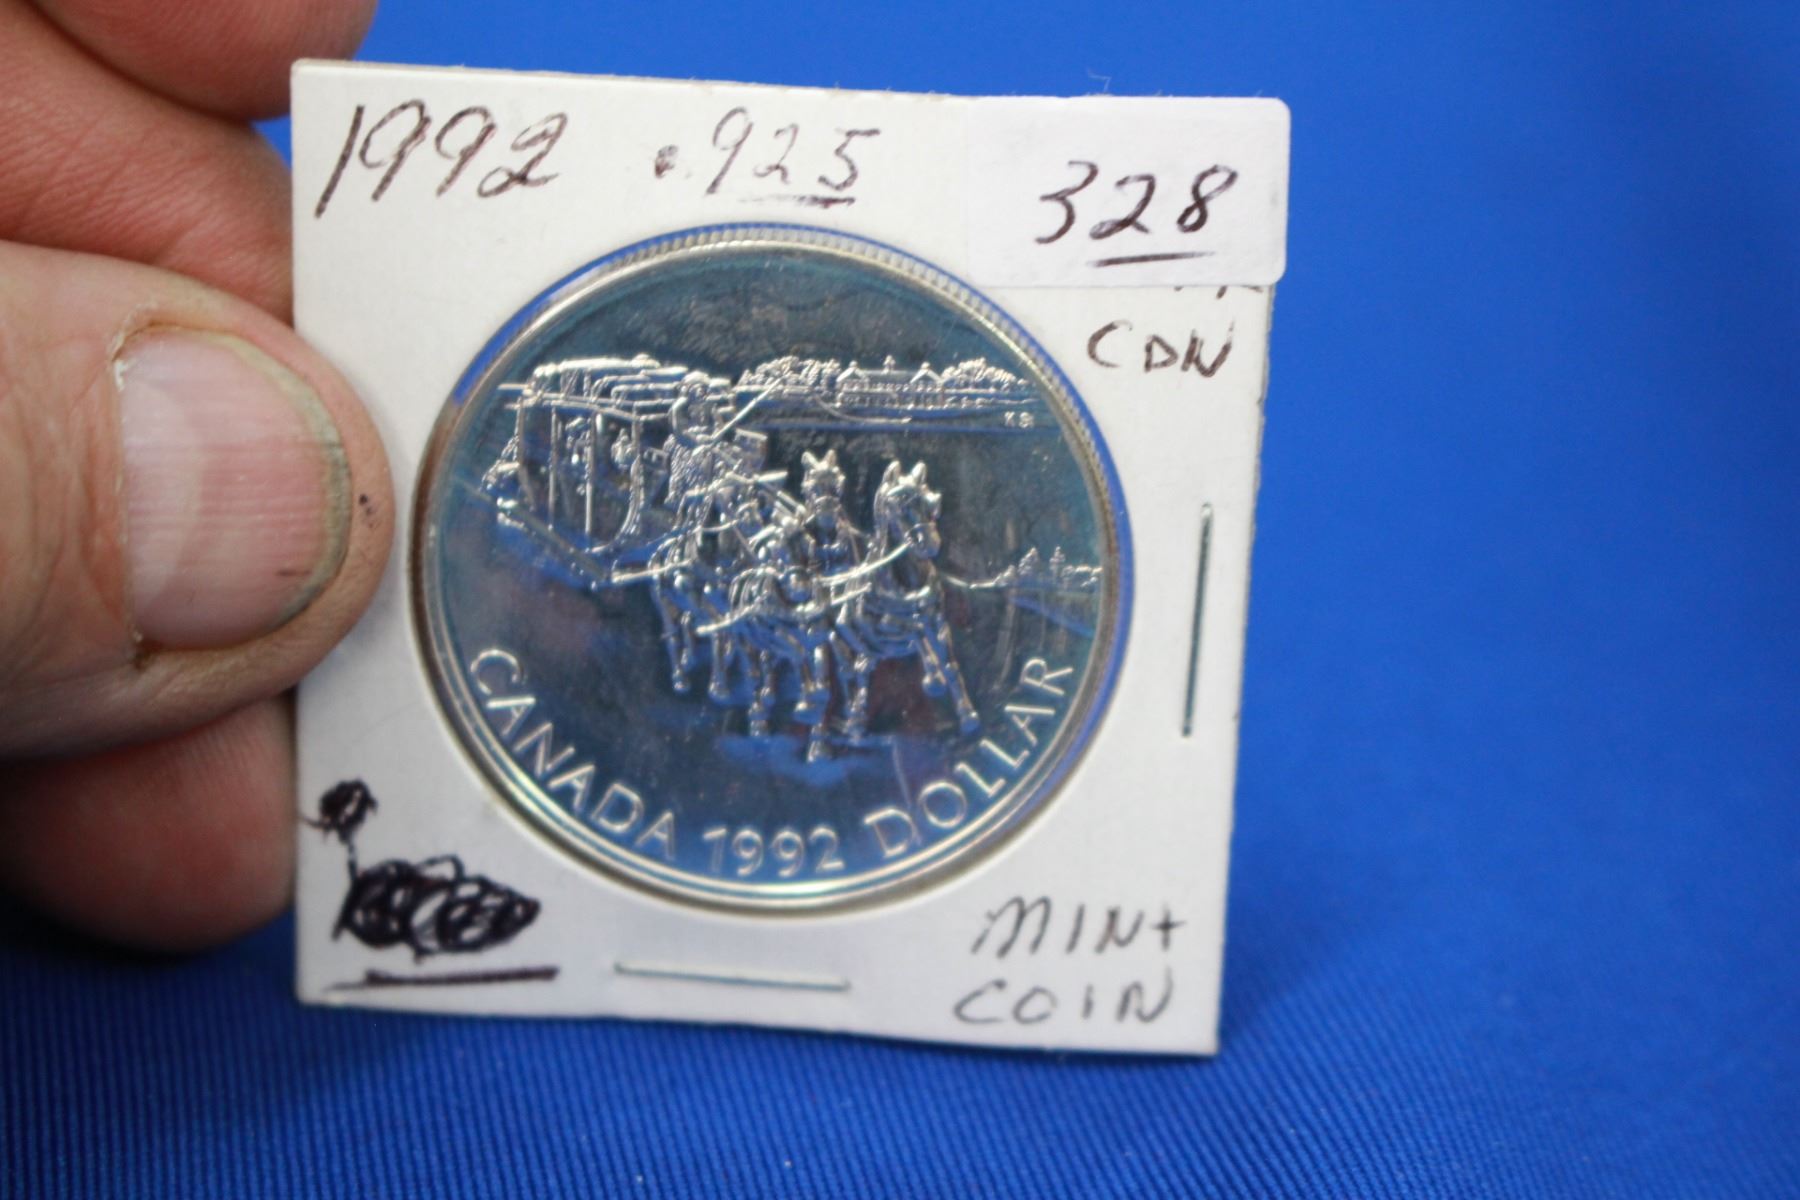 1992 .925 328
CDN
KB
CANADA 1992 DOLLAR
MINT
COIN